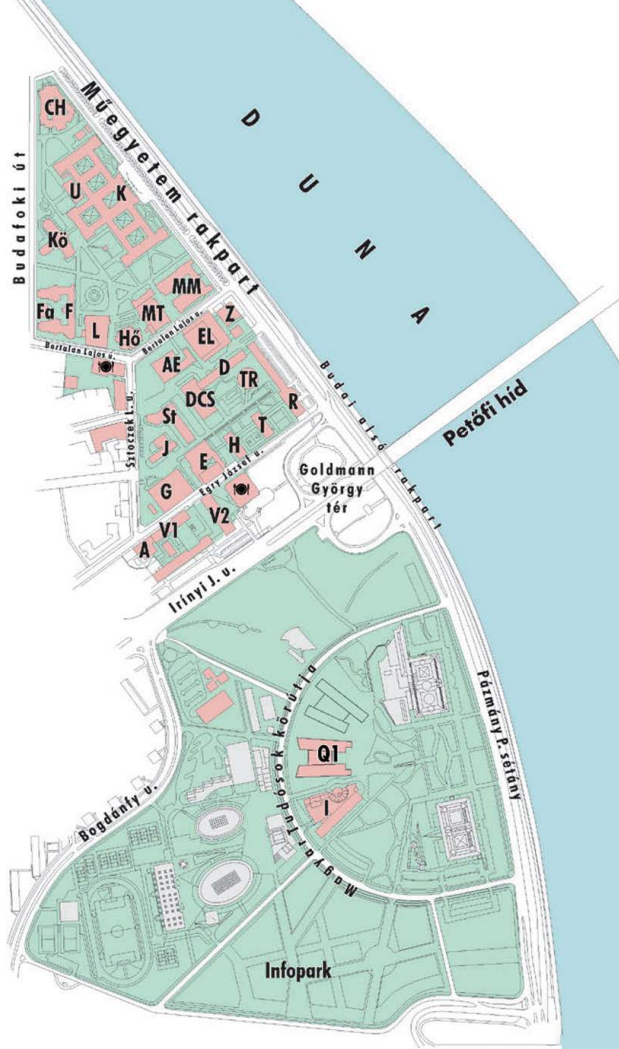 DUNA
Műegyetem rakpart
Budafoki út
CH
U
K
Kö
MM
Fa
F
L
MT
Hő
Z
Bertalan Lajos u.
Bertalan Lajos u.
EL
AE
D
TR
DCS
R
St
T
Sztoczek L. u.
J
H
E
Egry József u.
G
V1
V2
A
Budai alsó rakpart
Petőfi híd
Goldmann
György
tér
Irínyi J. u.
Magyar Tudósok körútja
Pázmány P. sétány
Q1
I
Bogdánfy u.
Infopark